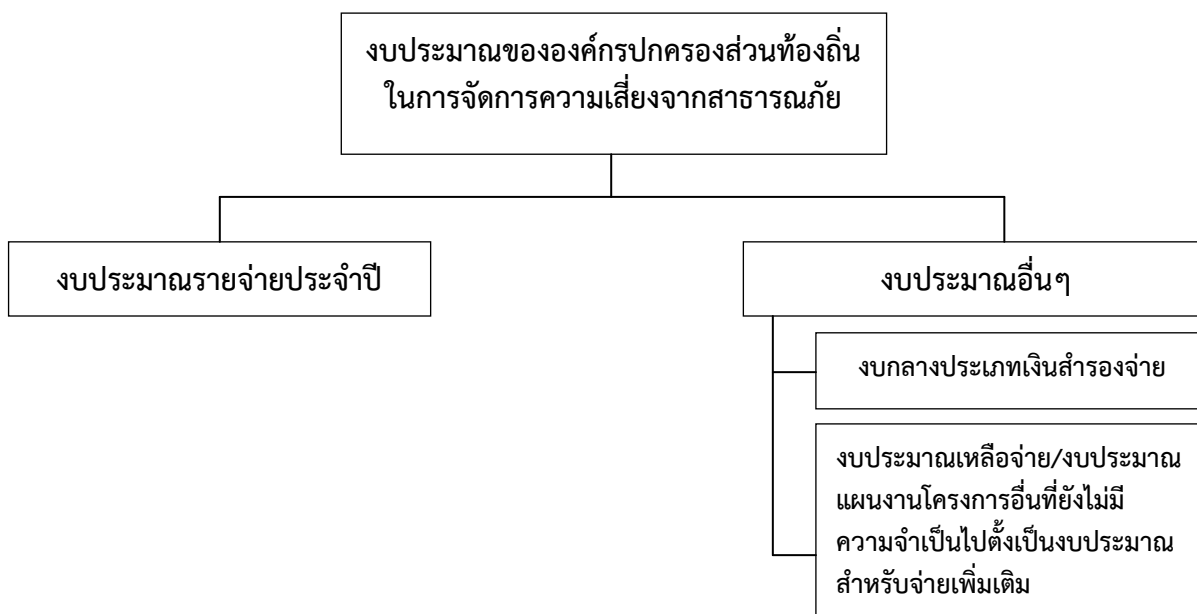 งบประมาณขององค์กรปกครองส่วนท้องถิ่น
ในการจัดการความเสี่ยงจากสาธารณภัย
งบประมาณรายจ่ายประจำปี
งบประมาณอื่นๆ
งบกลางประเภทเงินสำรองจ่าย
งบประมาณเหลือจ่าย/งบประมาณ
แผนงานโครงการอื่นที่ยังไม่มี
ความจำเป็นไปตั้งเป็นงบประมาณ
สำหรับจ่ายเพิ่มเติม